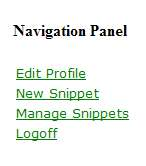 Navigation Panel
Edit Profile
New Snippet
Manage Snippets
Logoff